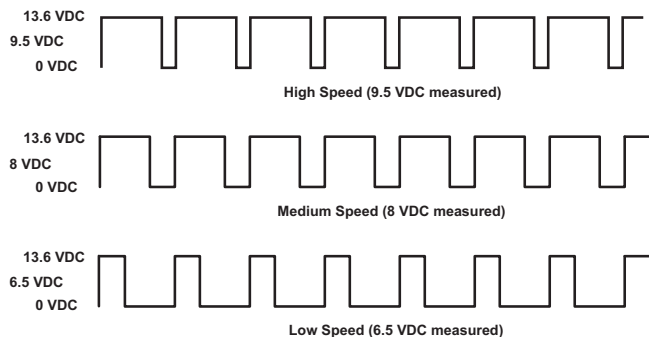 13.6 VDC
9.5 VDC
0 VDC
High Speed (9.5 VDC measured)
13.6 VDC
8 VDC
0 VDC
Medium Speed (8 VDC measured)
13.6 VDC
6.5 VDC
0 VDC
Low Speed (6.5 VDC measured)